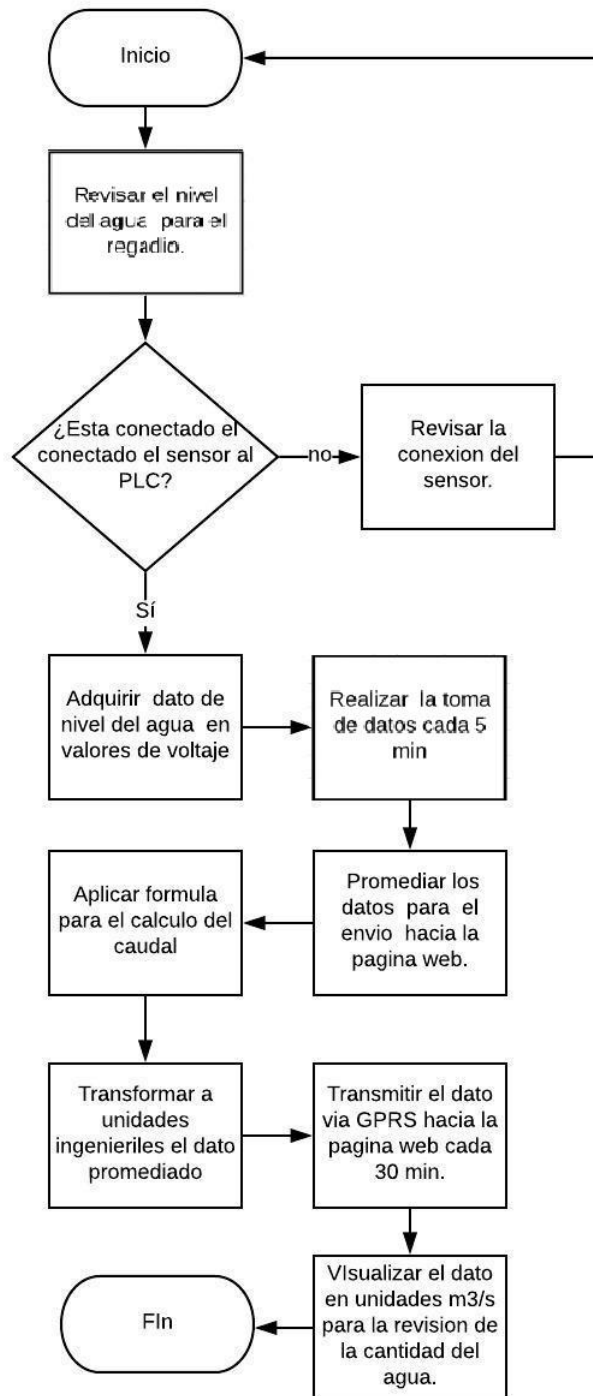 Inicio
Revisar el nivel
del agua para el
regadio.
¿Esta conectado el
conectado el sensor al
PLC?
no
Revisar la
conexion del
sensor.
Sí
Adquirir dato de
nivel del agua en
valores de voltaje
Realizar la toma
de datos cada 5
min
Promediar los
datos para el
envio hacia la
pagina web.
Aplicar formula
para el calculo del
caudal
Transformar a
unidades
ingenieriles el dato
promediado
Transmitir el dato
via GPRS hacia la
pagina web cada
30 min.
VIsualizar el dato
en unidades m3/s
para la revision de
la cantidad del
agua.
FIn